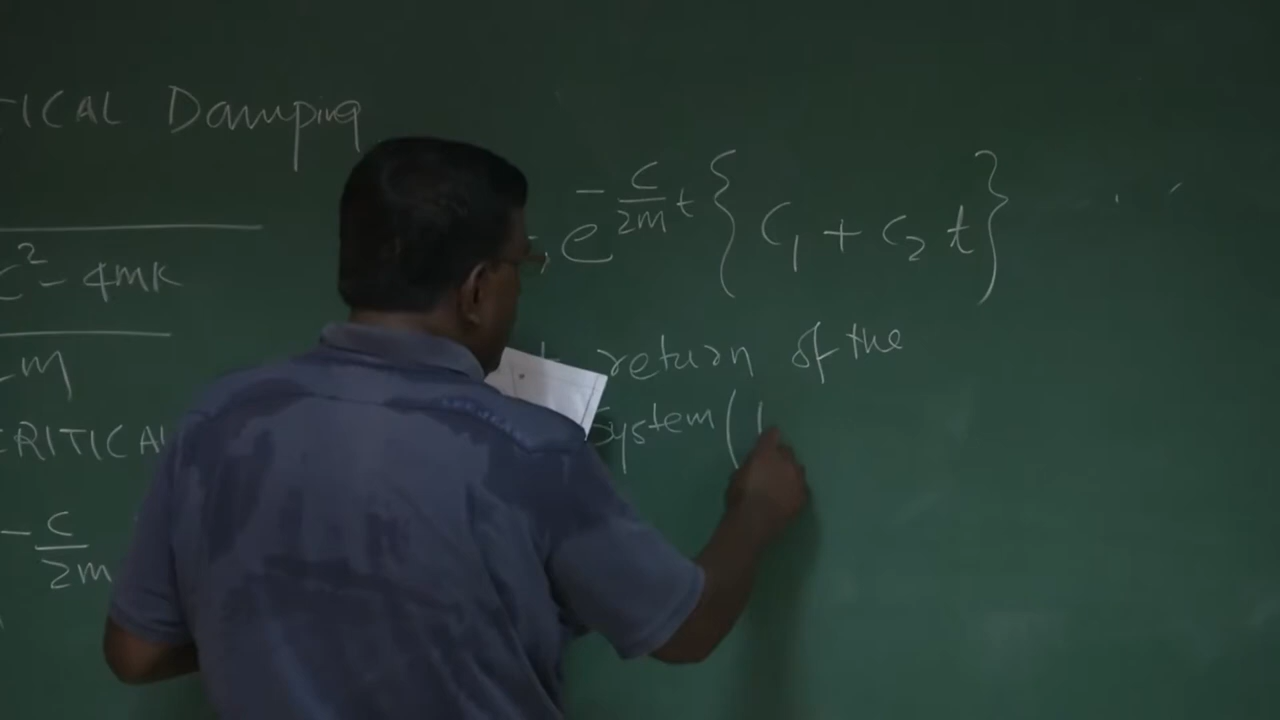 TICAL Damping
c² - 4mk
m
CRITICAL
- c/2m
e^{-c/2m t} { C₁ + C₂ t }
return of the
System (